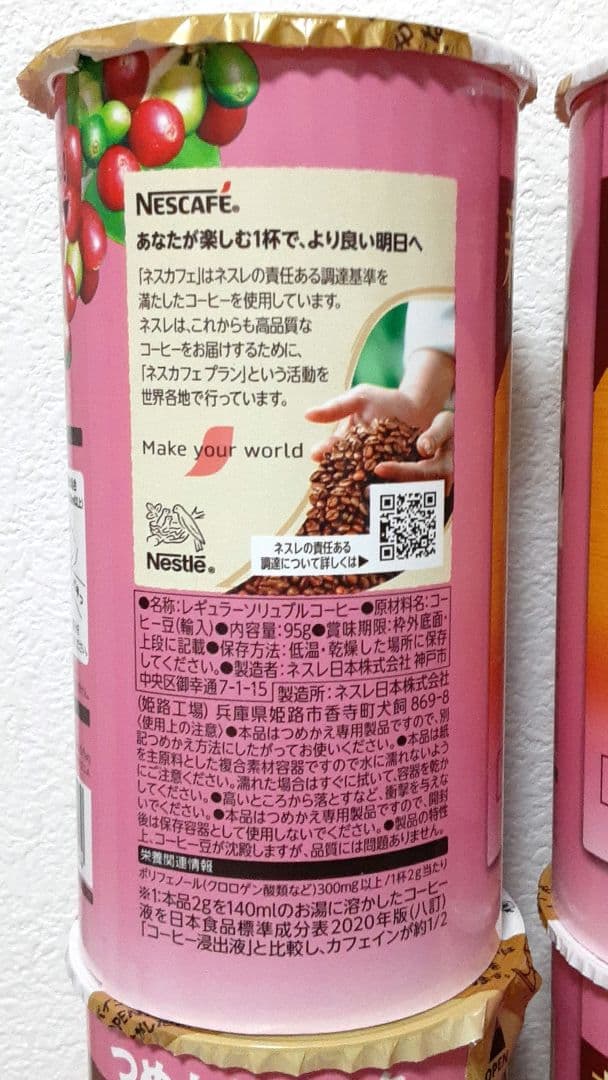 NESCAFÉ®
あなたが楽しむ1杯で、より良い明日へ
「ネスカフェ」はネスレの責任ある調達基準を
満たしたコーヒーを使用しています。
ネスレは、これからも高品質な
コーヒーをお届けするために、
「ネスカフェ プラン」という活動を
世界各地で行っています。
Make your world
Nestlé®
ネスレの責任ある
調達について詳しくは▶
●名称:レギュラーソリュブルコーヒー ●原材料名:コー
ヒー豆(輸入) ●内容量:95g ●賞味期限:枠外底面・
上段に記載 ●保存方法:低温・乾燥した場所に保存
してください。 ●製造者:ネスレ日本株式会社 神戸市
中央区御幸通7-1-15 製造所:ネスレ日本株式会社
(姫路工場) 兵庫県姫路市香寺町犬飼 869-8
〈使用上の注意〉●本品はつめかえ専用製品ですので、別
記つめかえ方法にしたがってお使いください。●本品は紙
を主原料とした複合素材容器ですので水に濡れないよう
にご注意ください。濡れた場合はすぐに拭いて、容器を乾か
してください。●高いところから落とすなど、衝撃を与えな
いでください。●本品はつめかえ専用製品ですので、開封
後は保存容器として使用しないでください。●製品の特性
上、コーヒー豆が沈殿しますが、品質には問題ありません。
栄養関連情報
ポリフェノール(クロロゲン酸類など)300mg以上/1杯2g当たり
※1:本品2gを140mlのお湯に溶かしたコーヒー
液を日本食品標準成分表2020年版(八訂)
「コーヒー浸出液」と比較し、カフェインが約1/2
つめ
OPEN